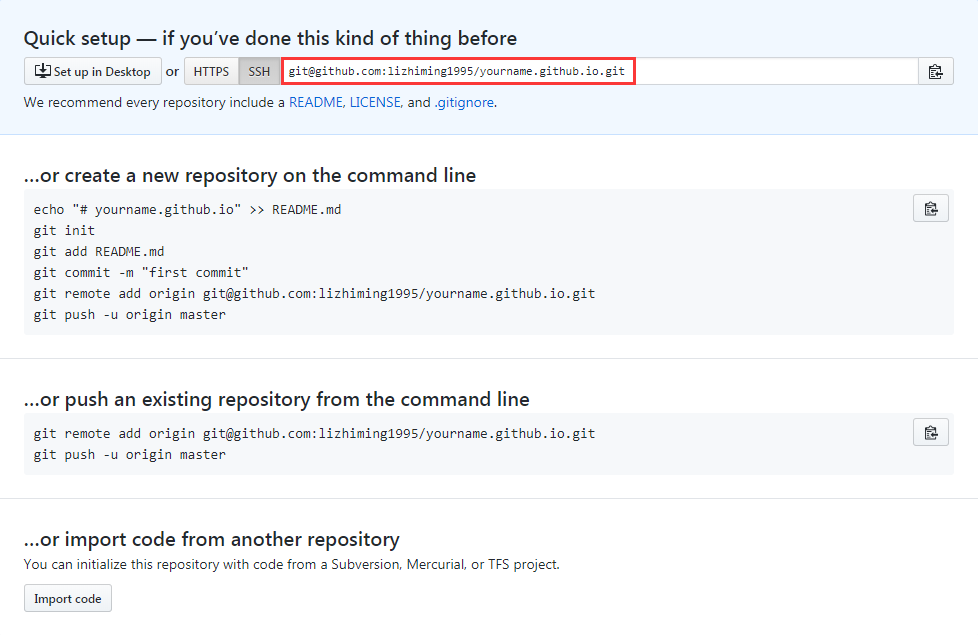 Quick setup — if you’ve done this kind of thing before
Set up in Desktop or HTTPS SSH git@github.com:lizhiming1995/yourname.github.io.git
We recommend every repository include a README, LICENSE, and .gitignore.
…or create a new repository on the command line
echo "# yourname.github.io" >> README.md
git init
git add README.md
git commit -m "first commit"
git remote add origin git@github.com:lizhiming1995/yourname.github.io.git
git push -u origin master
…or push an existing repository from the command line
git remote add origin git@github.com:lizhiming1995/yourname.github.io.git
git push -u origin master
…or import code from another repository
You can initialize this repository with code from a Subversion, Mercurial, or TFS project.
Import code